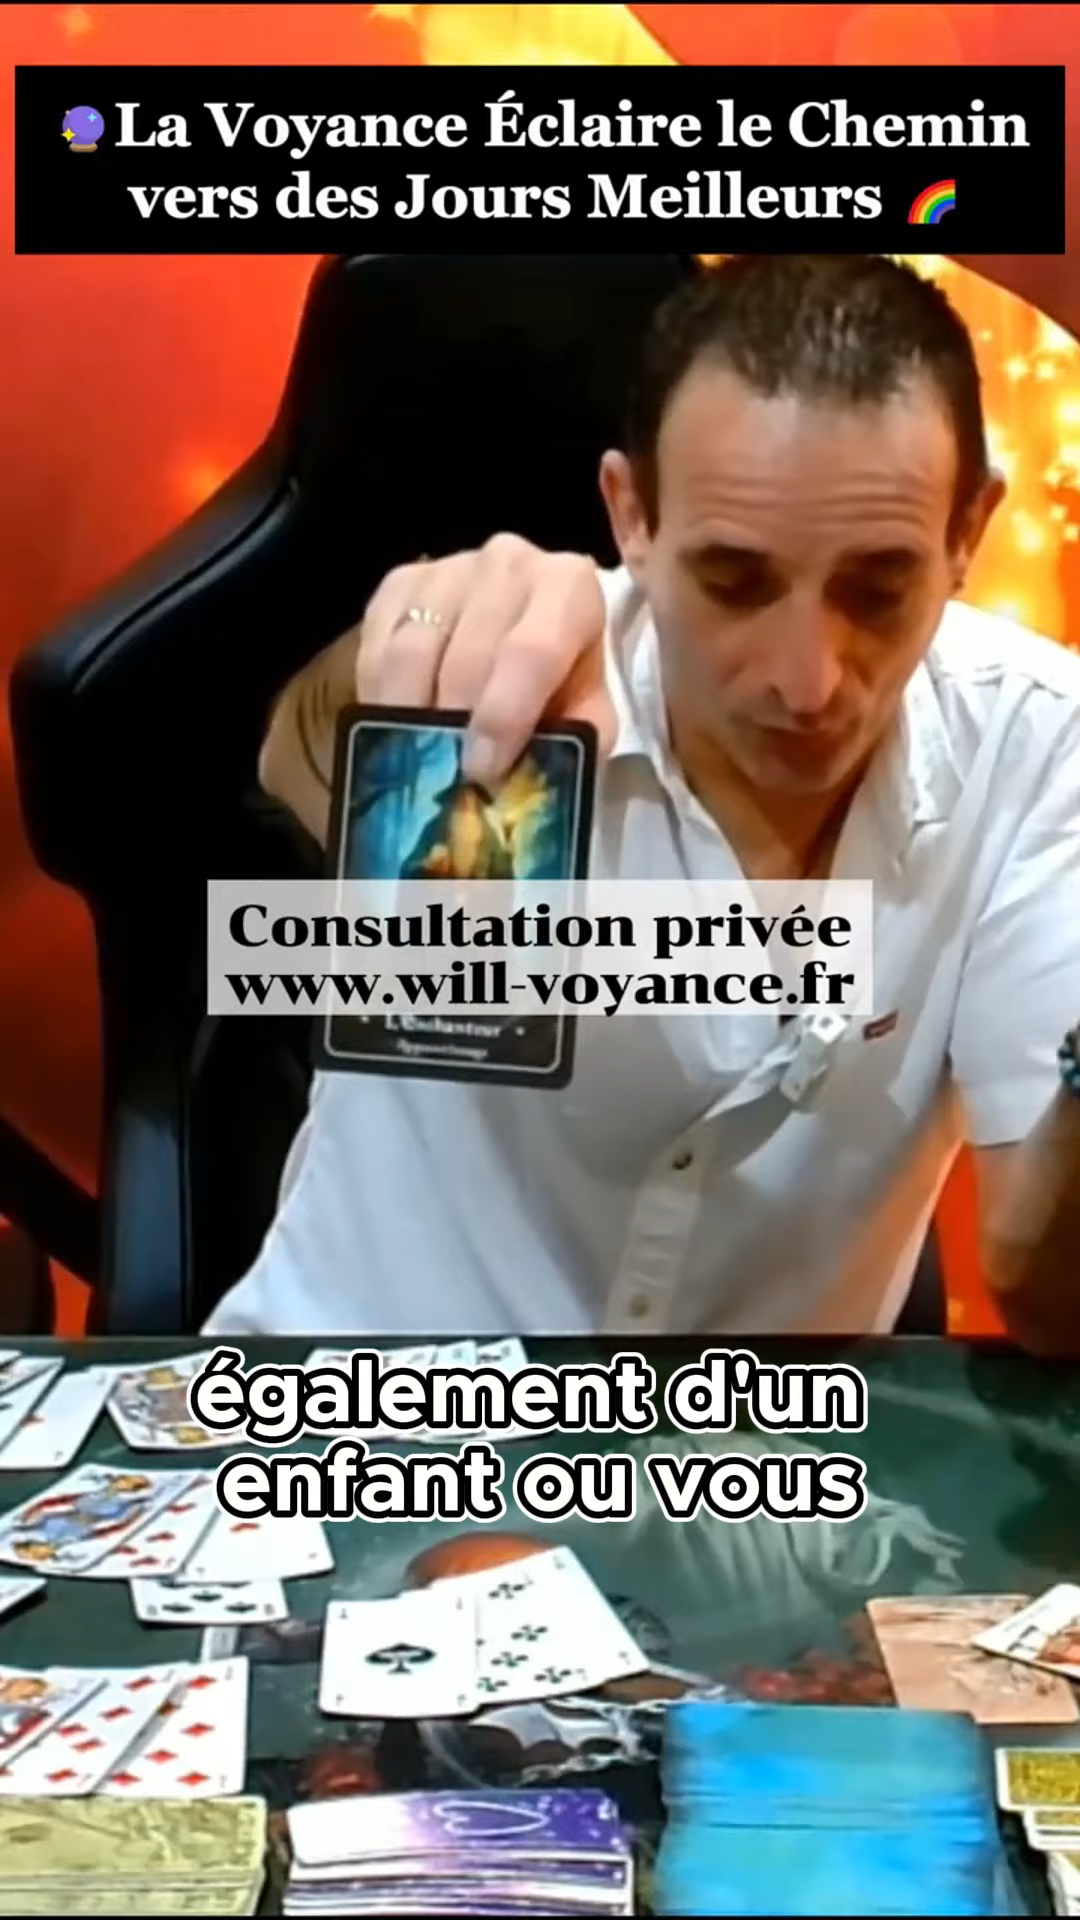 🔮La Voyance Éclaire le Chemin
vers des Jours Meilleurs 🌈
Consultation privée
www.will-voyance.fr
L'Enchanteur
également d'un
enfant ou vous